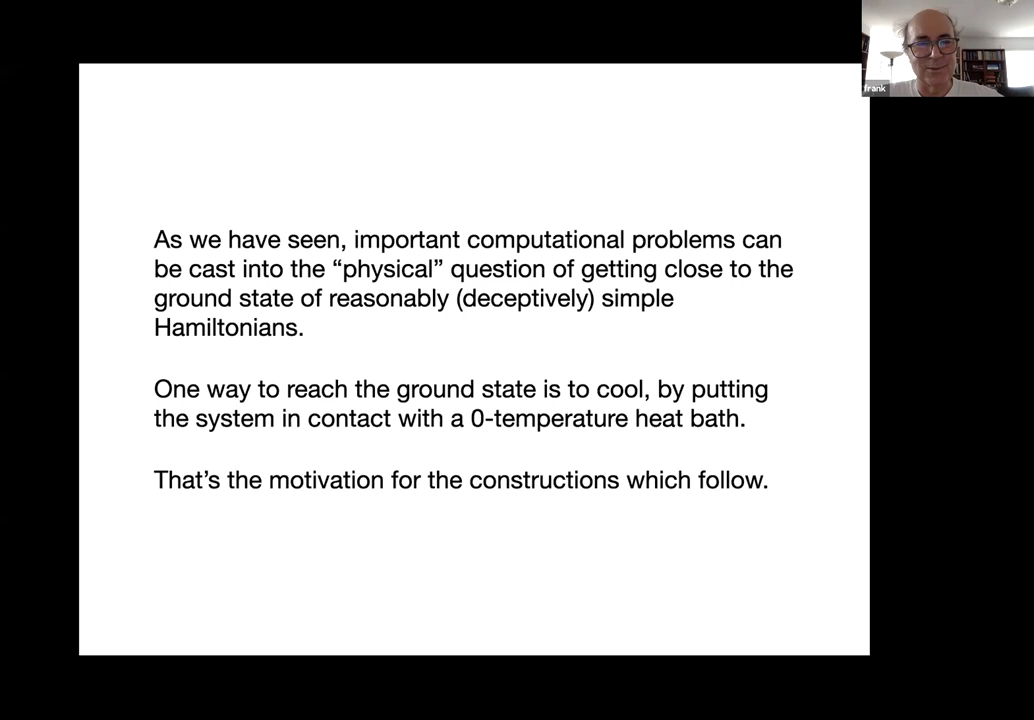 frank
As we have seen, important computational problems can
be cast into the “physical” question of getting close to the
ground state of reasonably (deceptively) simple
Hamiltonians.
One way to reach the ground state is to cool, by putting
the system in contact with a 0-temperature heat bath.
That’s the motivation for the constructions which follow.